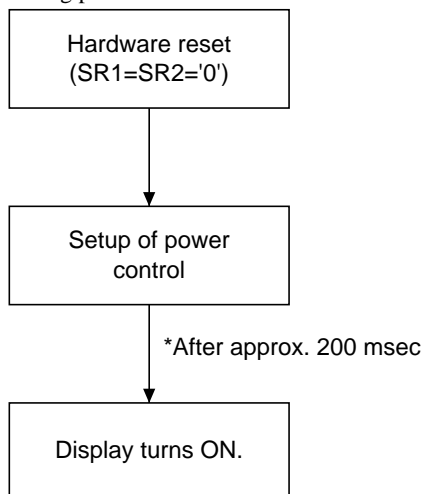 Hardware reset
(SR1=SR2='0')
Setup of power
control
*After approx. 200 msec
Display turns ON.